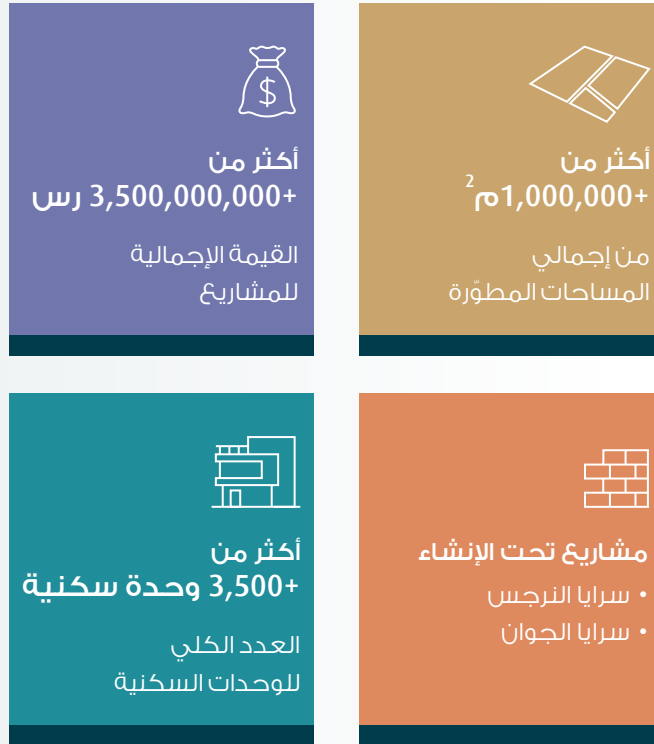 أكثر من
+1,000,000م²
من إجمالي
المساحات المطوّرة
$
أكثر من
+3,500,000,000 رس
القيمة الإجمالية
للمشاريع
مشاريع تحت الإنشاء
• سرايا النرجس
• سرايا الجوان
أكثر من
+3,500 وحدة سكنية
العدد الكلي
للوحدات السكنية